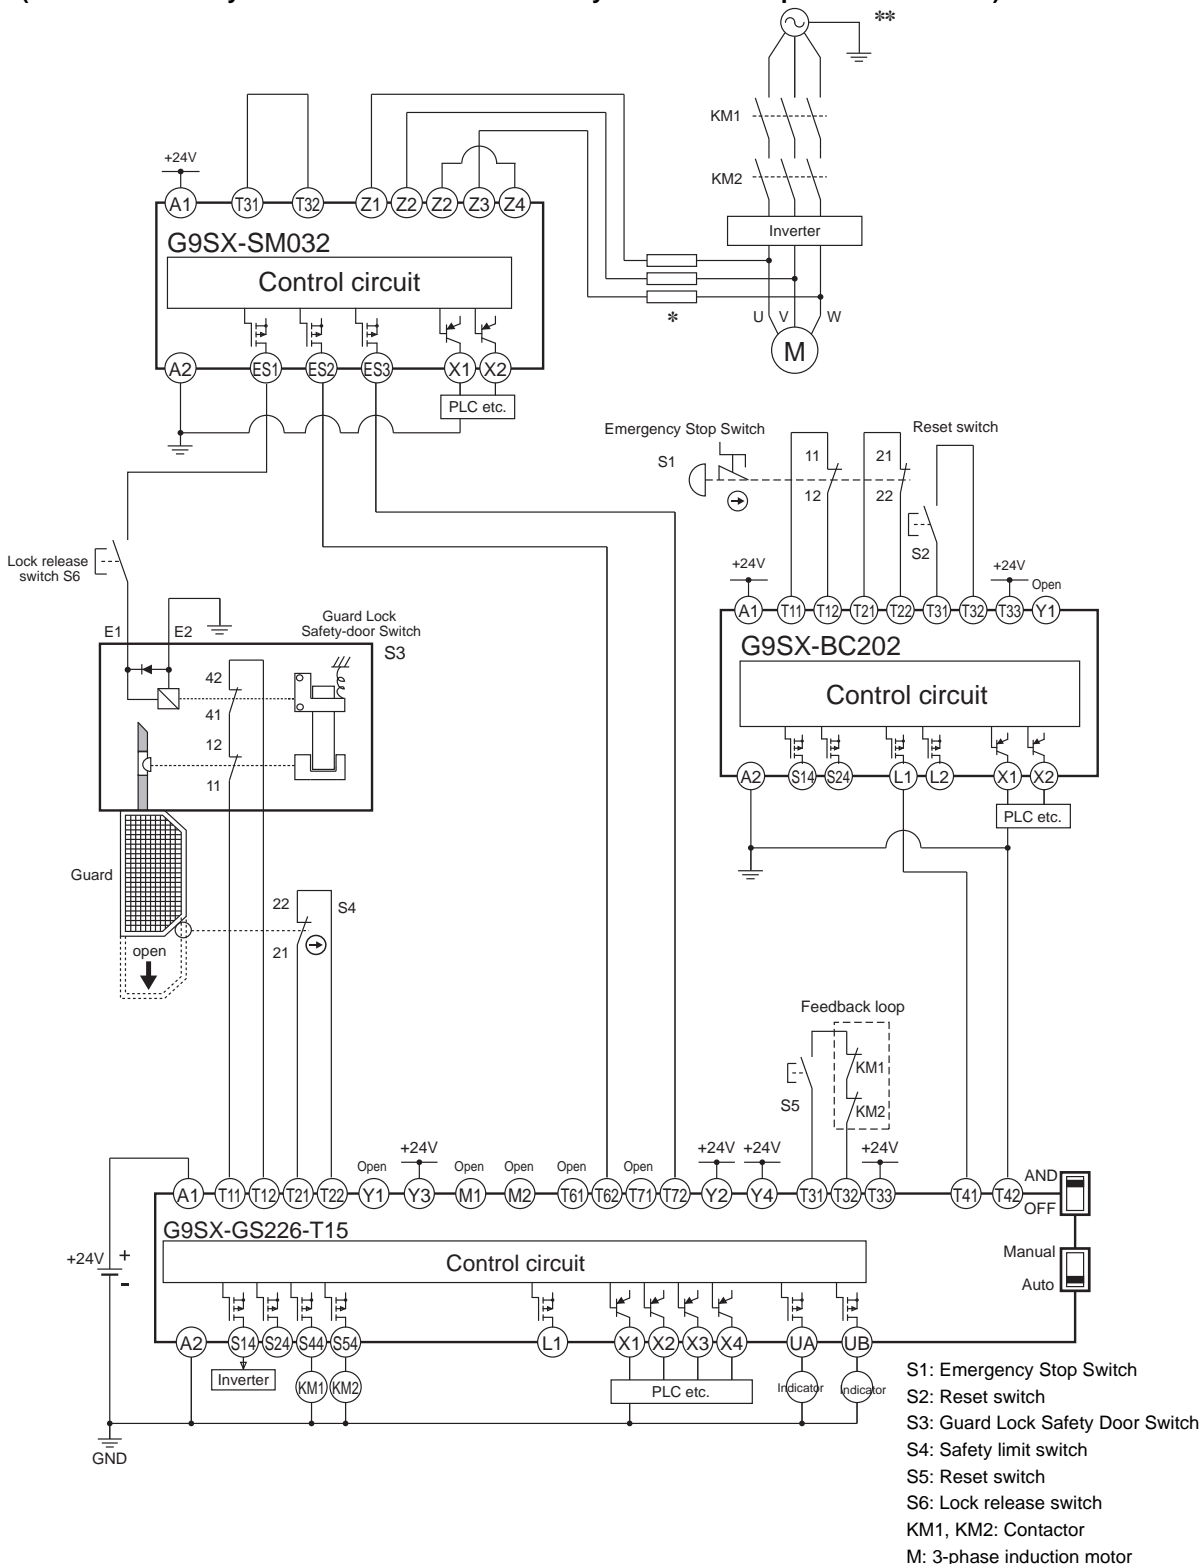 **
KM1
KM2
Inverter
U V W
M
*
+24V
A1 T31 T32 Z1 Z2 Z2 Z3 Z4
G9SX-SM032
Control circuit
A2 ES1 ES2 ES3 X1 X2
PLC etc.
Emergency Stop Switch
S1
11
12
21
22
Reset switch
S2
+24V
+24V
Open
A1 T11 T12 T21 T22 T31 T32 T33 Y1
G9SX-BC202
Control circuit
A2 S14 S24 L1 L2 X1 X2
PLC etc.
Lock release
switch S6
E1 E2
Guard Lock
Safety-door Switch
S3
42
41
12
11
Guard
open
22
21
S4
Feedback loop
KM1
KM2
S5
Open
+24V
Open
Open
Open
Open
+24V
+24V
+24V
A1 T11 T12 T21 T22 Y1 Y3 M1 M2 T61 T62 T71 T72 Y2 Y4 T31 T32 T33 T41 T42
AND
OFF
Manual
Auto
G9SX-GS226-T15
Control circuit
+24V
+
-
A2 S14 S24 S44 S54 L1 X1 X2 X3 X4 UA UB
Inverter
KM1 KM2
PLC etc.
Indicator
Indicator
GND
S1: Emergency Stop Switch
S2: Reset switch
S3: Guard Lock Safety Door Switch
S4: Safety limit switch
S5: Reset switch
S6: Lock release switch
KM1, KM2: Contactor
M: 3-phase induction motor